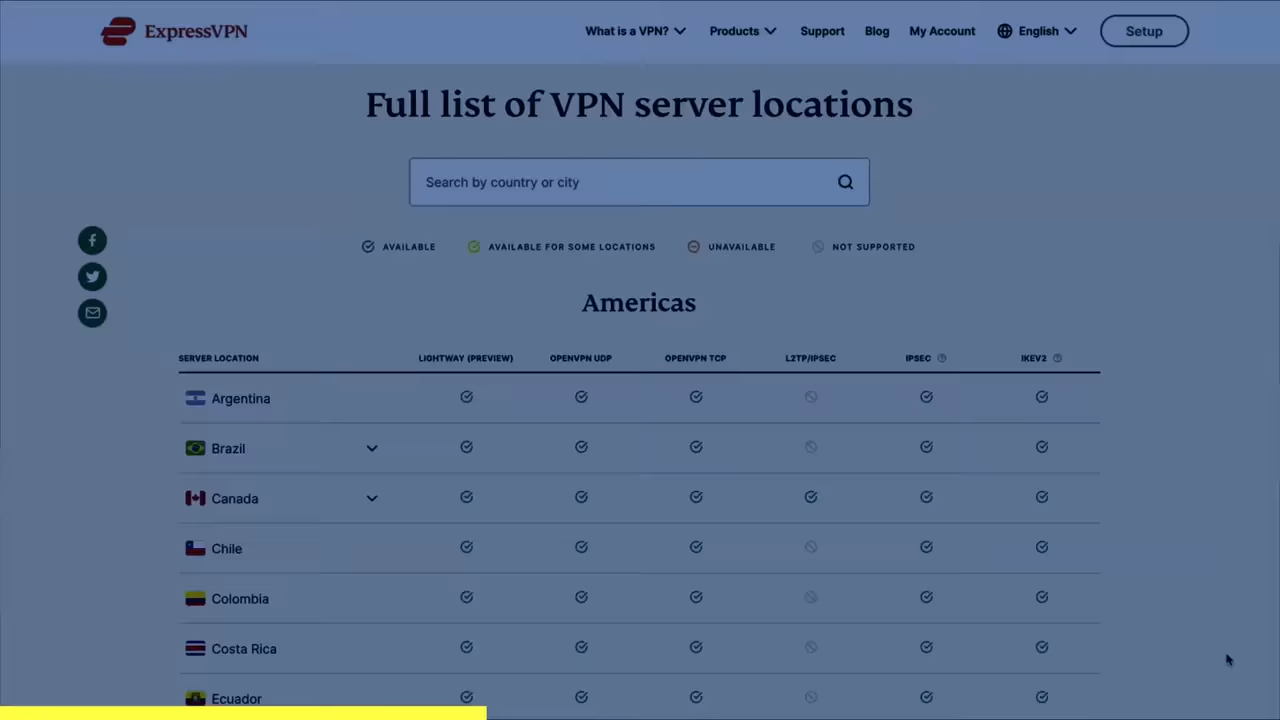 ExpressVPN
What is a VPN? Products Support Blog My Account English Setup
Full list of VPN server locations
Search by country or city
AVAILABLE AVAILABLE FOR SOME LOCATIONS UNAVAILABLE NOT SUPPORTED
Americas
SERVER LOCATION LIGHTWAY (PREVIEW) OPENVPN UDP OPENVPN TCP L2TP/IPSEC IPSEC IKEV2
Argentina
Brazil
Canada
Chile
Colombia
Costa Rica
Ecuador